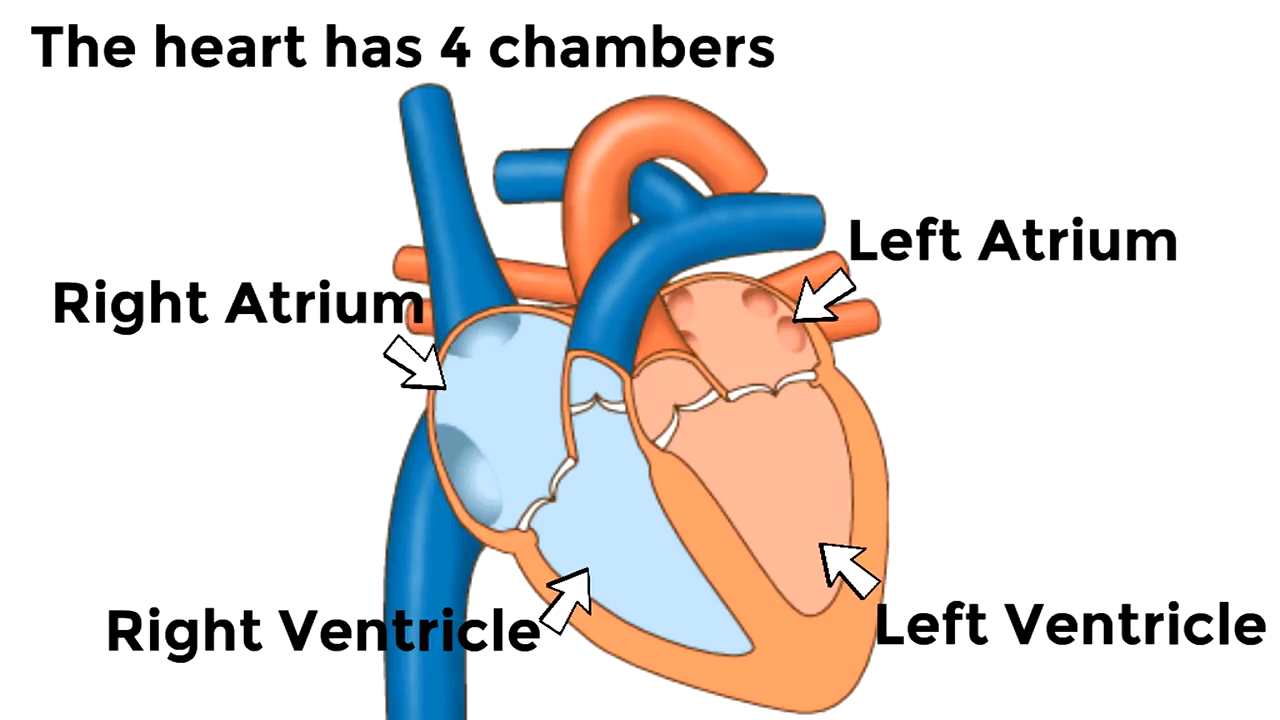 The heart has 4 chambers
Left Atrium
Right Atrium
Right Ventricle
Left Ventricle